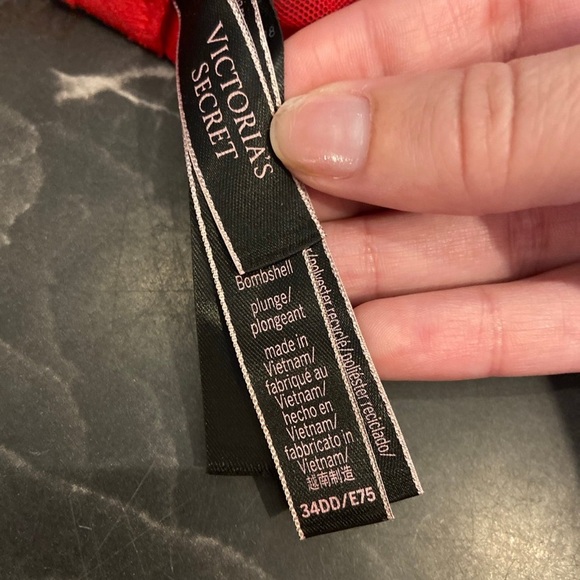 VICTORIA'S
SECRET
8
Bombshell
plunge/
plongeant
made in
Vietnam/
fabriqué au
Vietnam/
hecho en
Vietnam/
fabbricato in
Vietnam/
越南制造
34DD/E75
/polyester recyclé/poliéster reciclado/